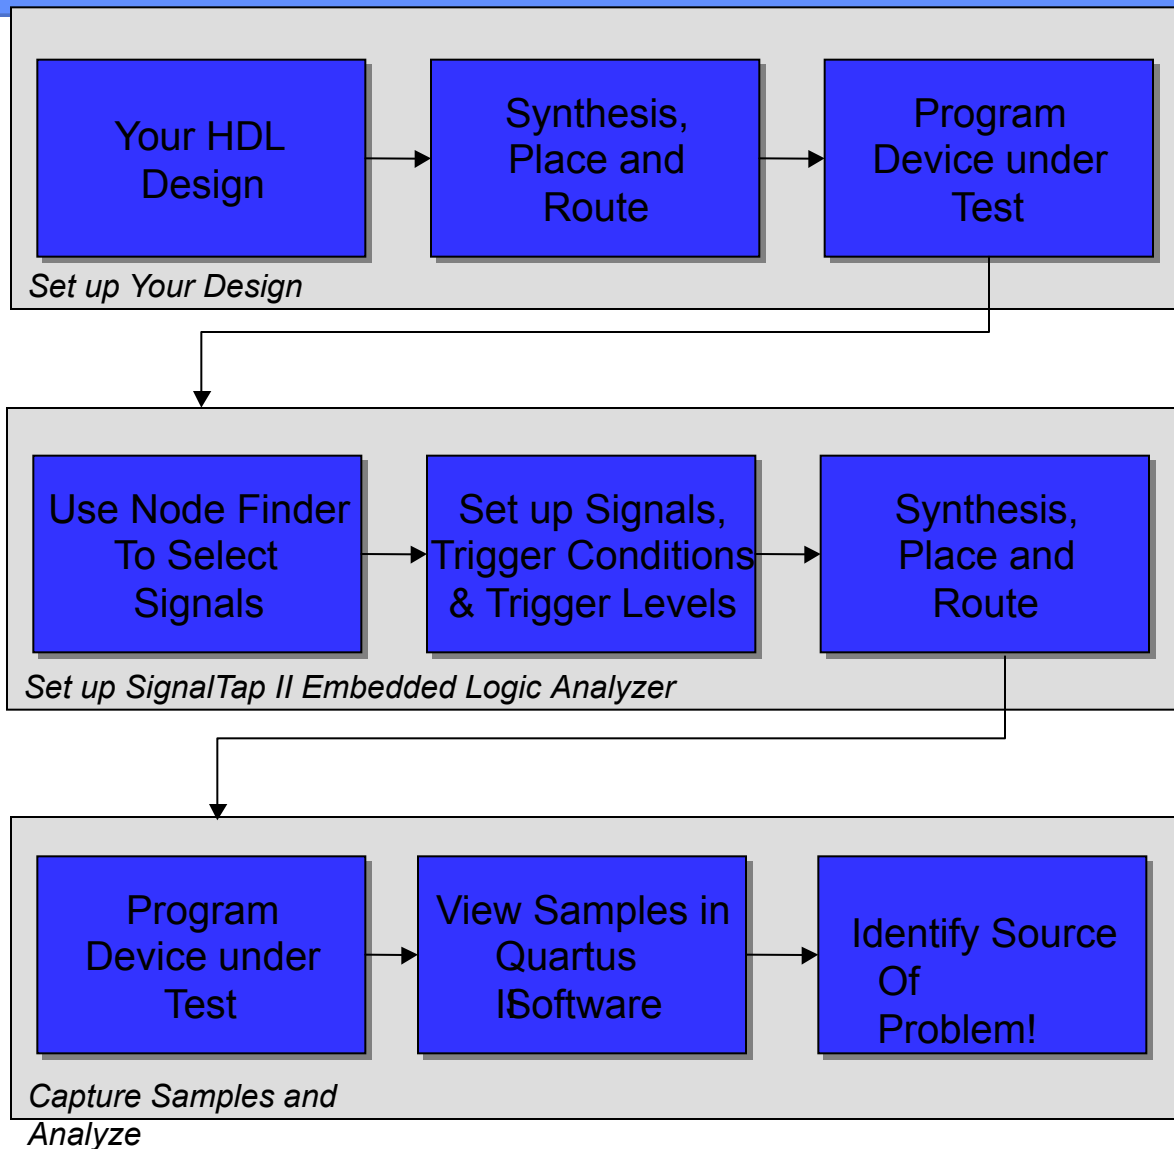 Your HDL
Design
Synthesis,
Place and
Route
Program
Device under
Test
Set up Your Design
Use Node Finder
To Select
Signals
Set up Signals,
Trigger Conditions
& Trigger Levels
Synthesis,
Place and
Route
Set up SignalTap II Embedded Logic Analyzer
Program
Device under
Test
View Samples in
Quartus
II Software
Identify Source
Of
Problem!
Capture Samples and
Analyze